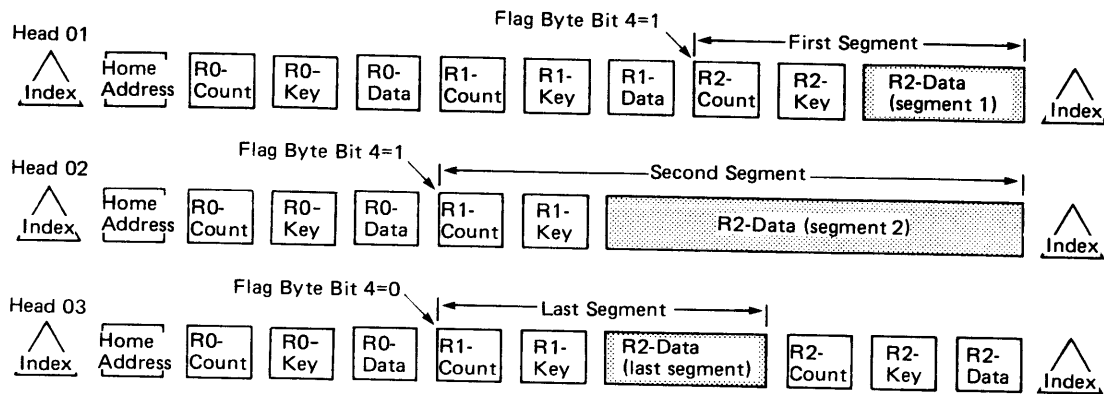 Flag Byte Bit 4=1
Head 01
First Segment
Index
Home
Address
R0-
Count
R0-
Key
R0-
Data
R1-
Count
R1-
Key
R1-
Data
R2-
Count
R2-
Key
R2-Data
(segment 1)
Index
Flag Byte Bit 4=1
Head 02
Second Segment
Index
Home
Address
R0-
Count
R0-
Key
R0-
Data
R1-
Count
R1-
Key
R2-Data (segment 2)
Index
Flag Byte Bit 4=0
Head 03
Last Segment
Index
Home
Address
R0-
Count
R0-
Key
R0-
Data
R1-
Count
R1-
Key
R2-Data
(last segment)
R2-
Count
R2-
Key
R2-
Data
Index